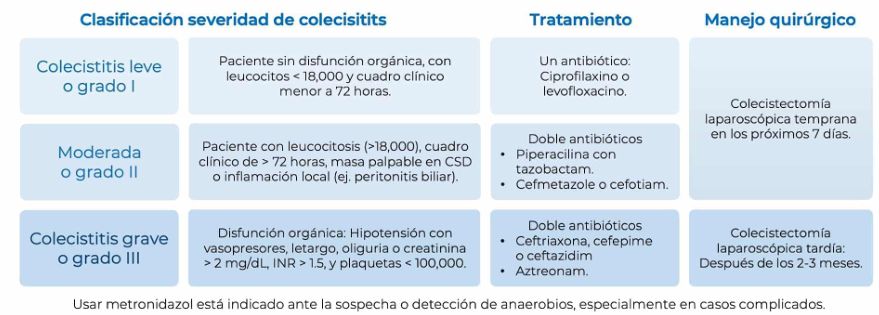 Clasificación severidad de colecisitits
Tratamiento
Manejo quirúrgico
Colecistitis leve
o grado I
Paciente sin disfunción orgánica, con
leucocitos < 18,000 y cuadro clínico
menor a 72 horas.
Un antibiótico:
Ciprofilaxino o
levofloxacino.
Colecistectomía
laparoscópica temprana
en los próximos 7 días.
Moderada
o grado II
Paciente con leucocitosis (>18,000), cuadro
clínico de > 72 horas, masa palpable en CSD
o inflamación local (ej. peritonitis biliar).
Doble antibióticos
• Piperacilina con
tazobactam.
• Cefmetazole o cefotiam.
Colecistitis grave
o grado III
Disfunción orgánica: Hipotensión con
vasopresores, letargo, oliguria o creatinina
> 2 mg/dL, INR > 1.5, y plaquetas < 100,000.
Doble antibióticos
• Ceftriaxona, cefepime
o ceftazidim
• Aztreonam.
Colecistectomía
laparoscópica tardía:
Después de los 2-3 meses.
Usar metronidazol está indicado ante la sospecha o detección de anaerobios, especialmente en casos complicados.